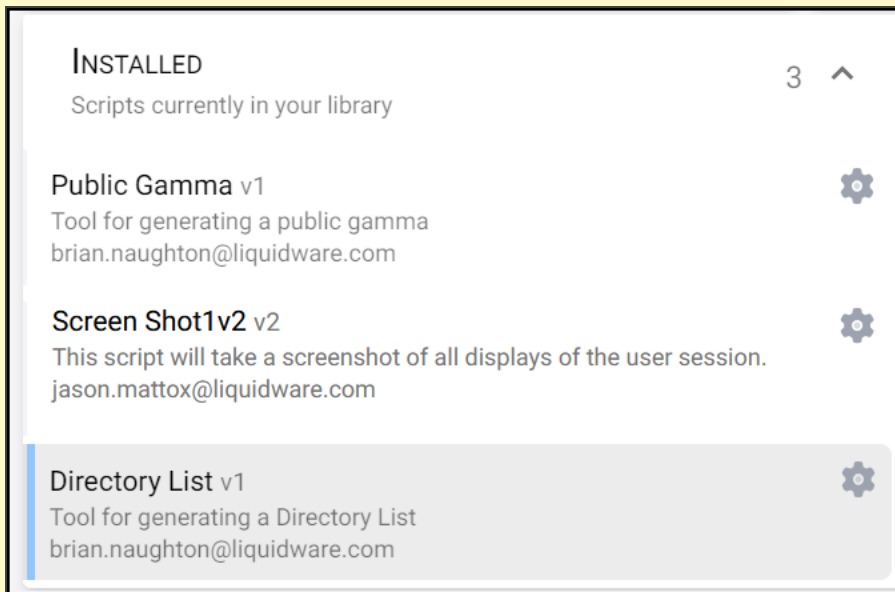 INSTALLED
3
Scripts currently in your library
Public Gamma v1
Tool for generating a public gamma
brian.naughton@liquidware.com
Screen Shot1v2 v2
This script will take a screenshot of all displays of the user session.
jason.mattox@liquidware.com
Directory List v1
Tool for generating a Directory List
brian.naughton@liquidware.com